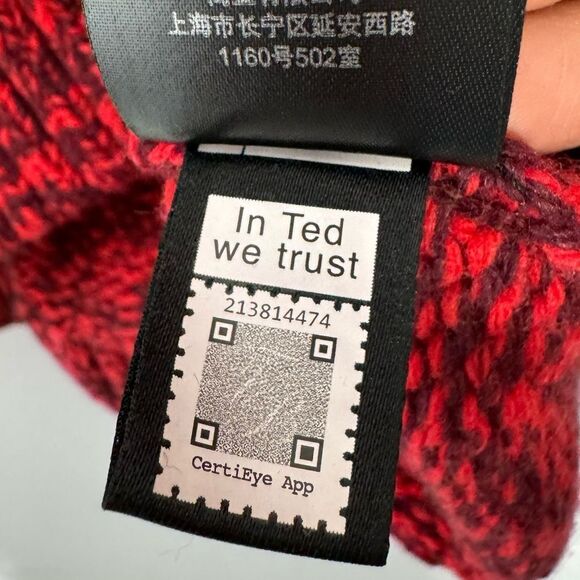 上海市长宁区延安西路
1160号502室
In Ted
we trust
213814474
CertiEye App